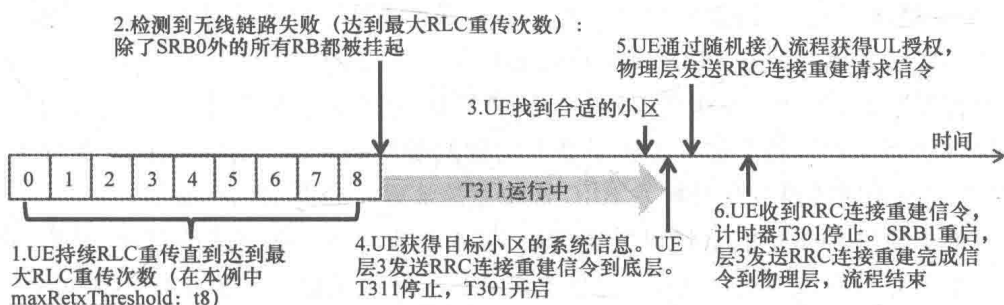 2.检测到无线链路失败（达到最大RLC重传次数）：
除了SRB0外的所有RB都被挂起
5.UE通过随机接入流程获得UL授权，
物理层发送RRC连接重建请求信令
3.UE找到合适的小区
时间
0 1 2 3 4 5 6 7 8
T311运行中
1.UE持续RLC重传直到达到最
大RLC重传次数（在本例中
maxRetxThreshold：t8）
4.UE获得目标小区的系统信息。UE
层3发送RRC连接重建信令到底层。
T311停止，T301开启
6.UE收到RRC连接重建信令，
计时器T301停止。SRB1重启，
层3发送RRC连接重建完成信
令到物理层，流程结束